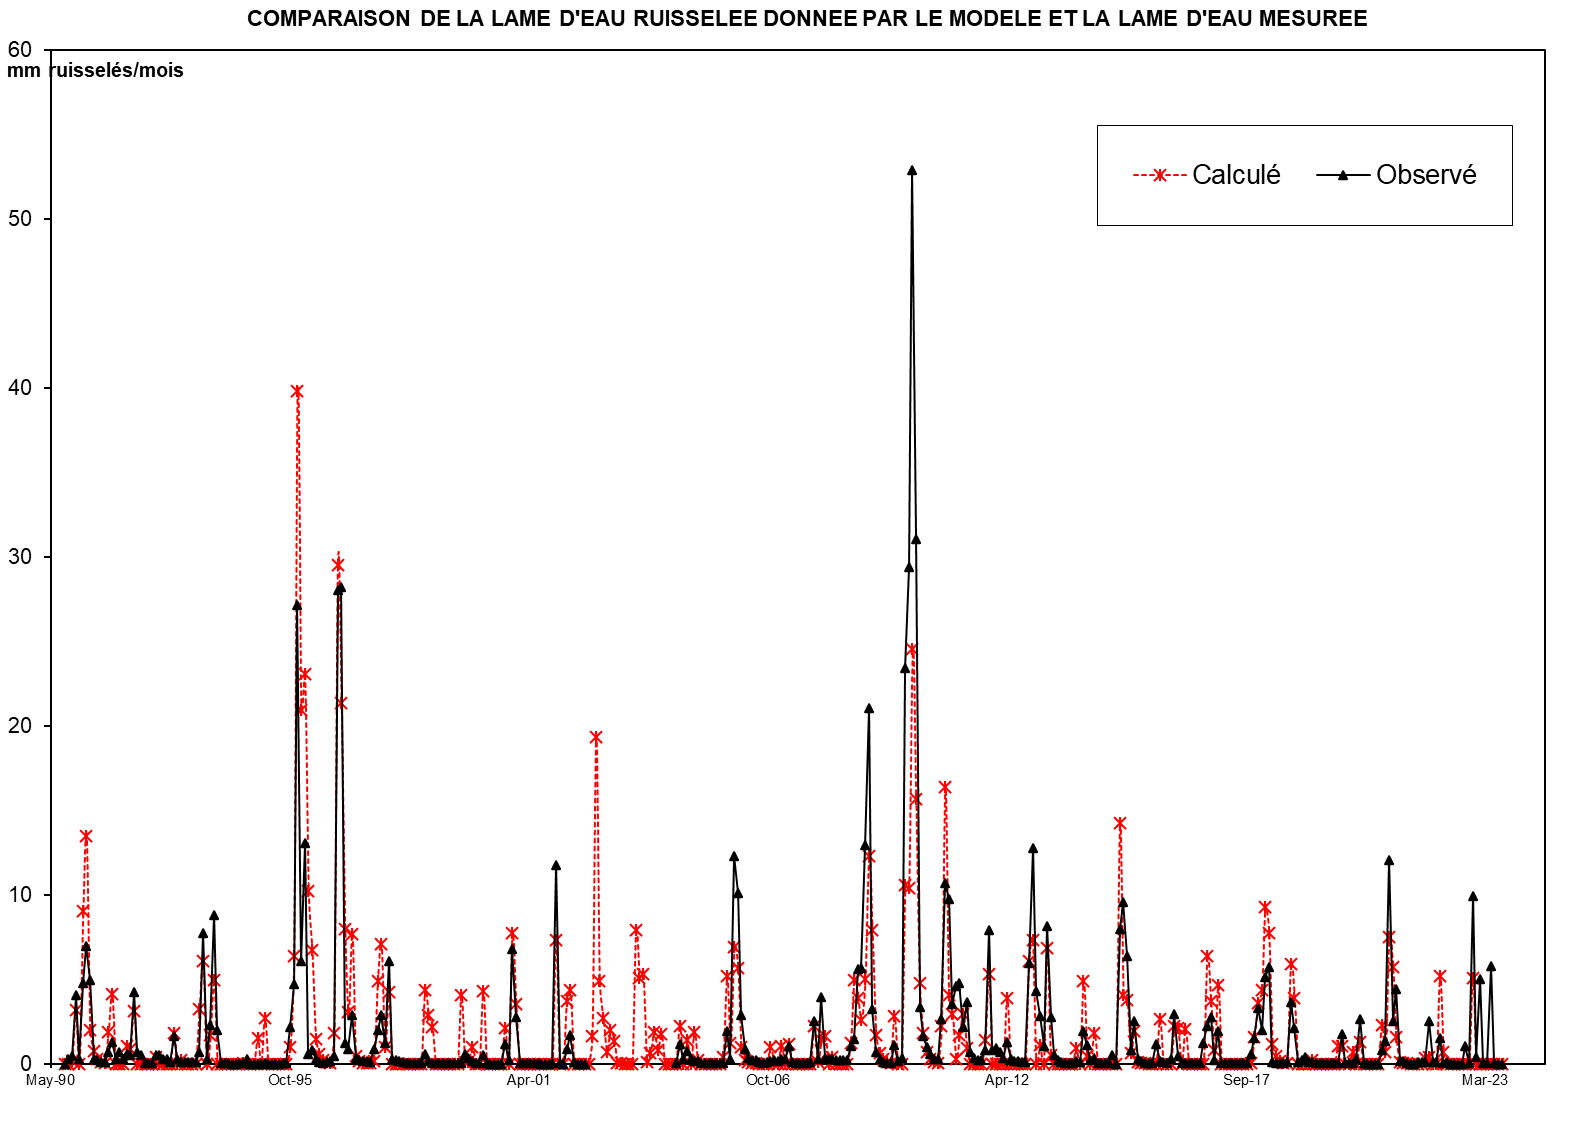 COMPARAISON DE LA LAME D'EAU RUISSELEE DONNEE PAR LE MODELE ET LA LAME D'EAU MESUREE
60
mm ruisselés/mois
Calculé Observé
50
40
30
20
10
0
May-90 Oct-95 Apr-01 Oct-06 Apr-12 Sep-17 Mar-23